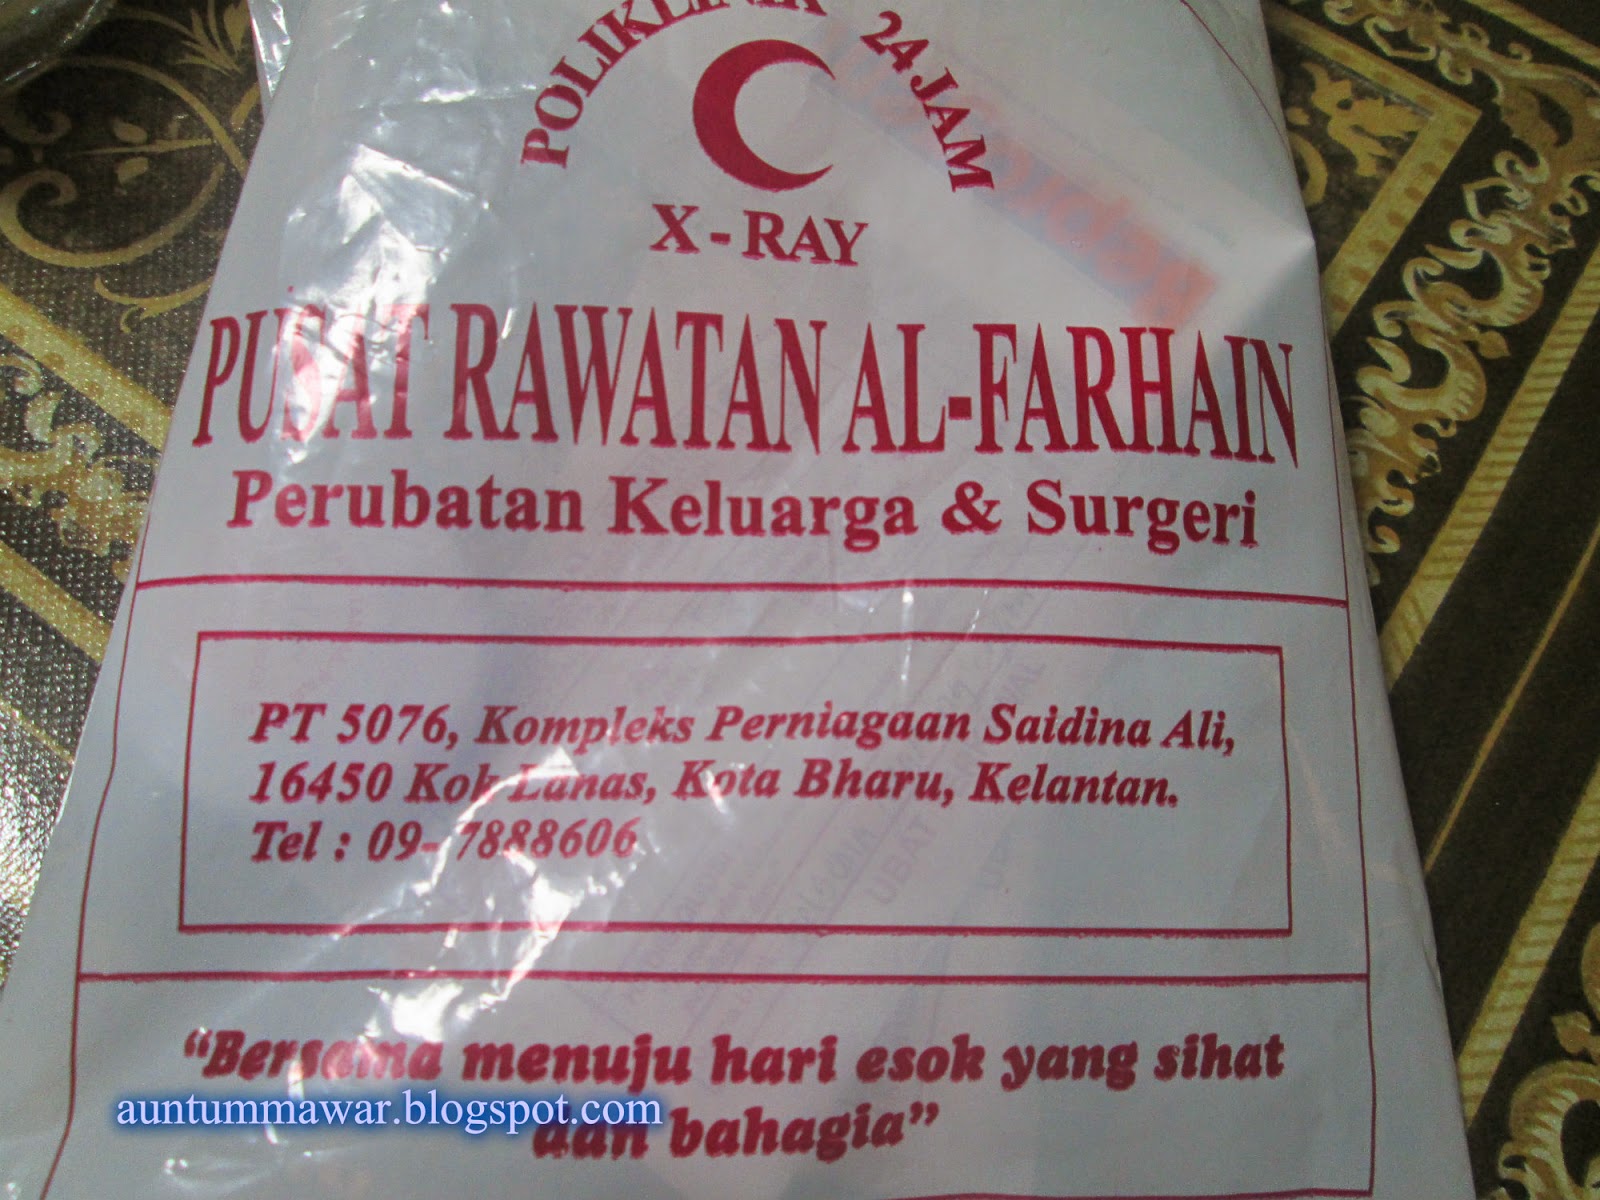 POLIKLINIK 24 JAM
X-RAY
PUSAT RAWATAN AL-FARHAIN
Perubatan Keluarga & Surgeri
PT 5076, Kompleks Perniagaan Saidina Ali,
16450 Kok Lanas, Kota Bharu, Kelantan.
Tel : 09- 7888606
“Bersama menuju hari esok yang sihat
dan bahagia”
auntummawar.blogspot.com
UBAT